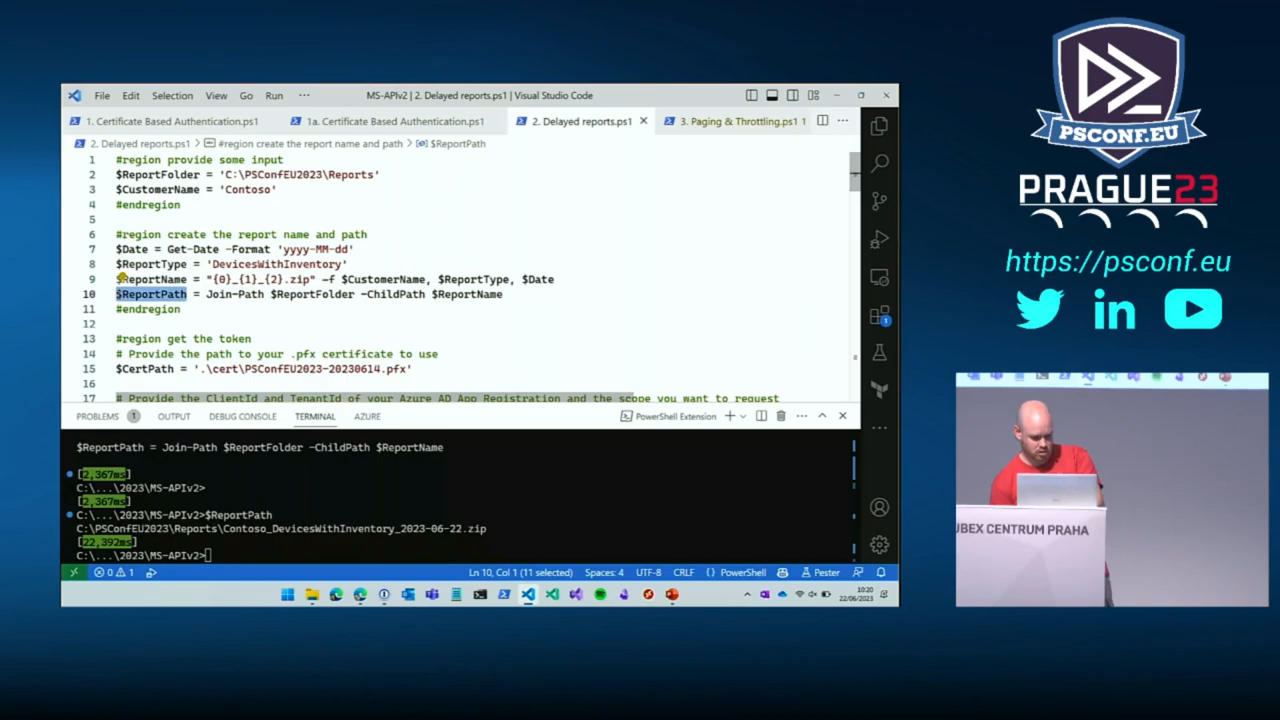 File Edit Selection View Go Run ··· MS-APIv2 | 2. Delayed reports.ps1 | Visual Studio Code
1. Certificate Based Authentication.ps1 1a. Certificate Based Authentication.ps1 2. Delayed reports.ps1 3. Paging & Throttling.ps1 1 ···
2. Delayed reports.ps1 > #region create the report name and path > $ReportPath
1 #region provide some input
2 $ReportFolder = 'C:\PSConfEU2023\Reports'
3 $CustomerName = 'Contoso'
4 #endregion
5
6 #region create the report name and path
7 $Date = Get-Date -Format 'yyyy-MM-dd'
8 $ReportType = 'DevicesWithInventory'
9 $ReportName = "{0}_{1}_{2}.zip" -f $CustomerName, $ReportType, $Date
10 $ReportPath = Join-Path $ReportFolder -ChildPath $ReportName
11 #endregion
12
13 #region get the token
14 # Provide the path to your .pfx certificate to use
15 $CertPath = '.\cert\PSConfEU2023-20230614.pfx'
16
17 # Provide the ClientId and TenantId of your Azure AD App Registration and the scope you want to request
PROBLEMS 1 OUTPUT DEBUG CONSOLE TERMINAL AZURE PowerShell Extension
$ReportPath = Join-Path $ReportFolder -ChildPath $ReportName
[2,367ms]
C:\...\2023\MS-APIv2>
[2,367ms]
C:\...\2023\MS-APIv2>$ReportPath
C:\PSConfEU2023\Reports\Contoso_DevicesWithInventory_2023-06-22.zip
[22,392ms]
C:\...\2023\MS-APIv2>
0 1 Ln 10, Col 1 (11 selected) Spaces: 4 UTF-8 CRLF {} PowerShell Pester
10:20
22/06/2023
1
PSCONF.EU
PRAGUE23
https://psconf.eu
in
UBEX CENTRUM PRAHA